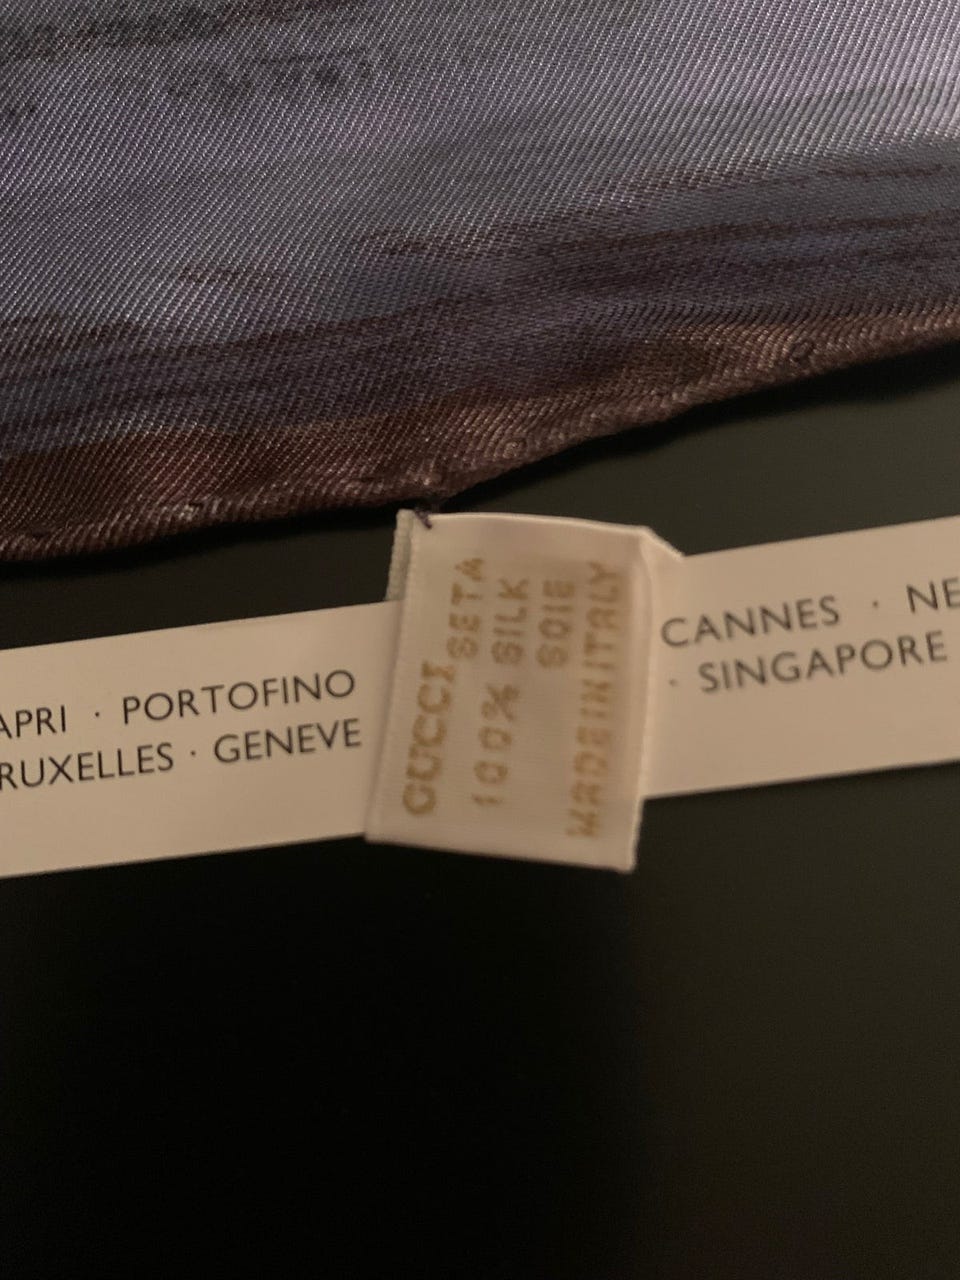 APRI · PORTOFINO
RUXELLES · GENEVE
GUCCI SETA
100% SILK
SOIE
MADE IN ITALY
CANNES · NE
· SINGAPORE